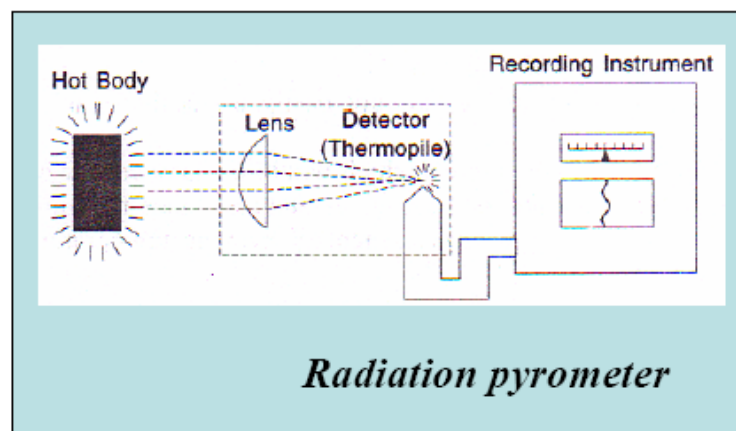 Recording Instrument
Hot Body
Lens
Detector
(Thermopile)
Radiation pyrometer